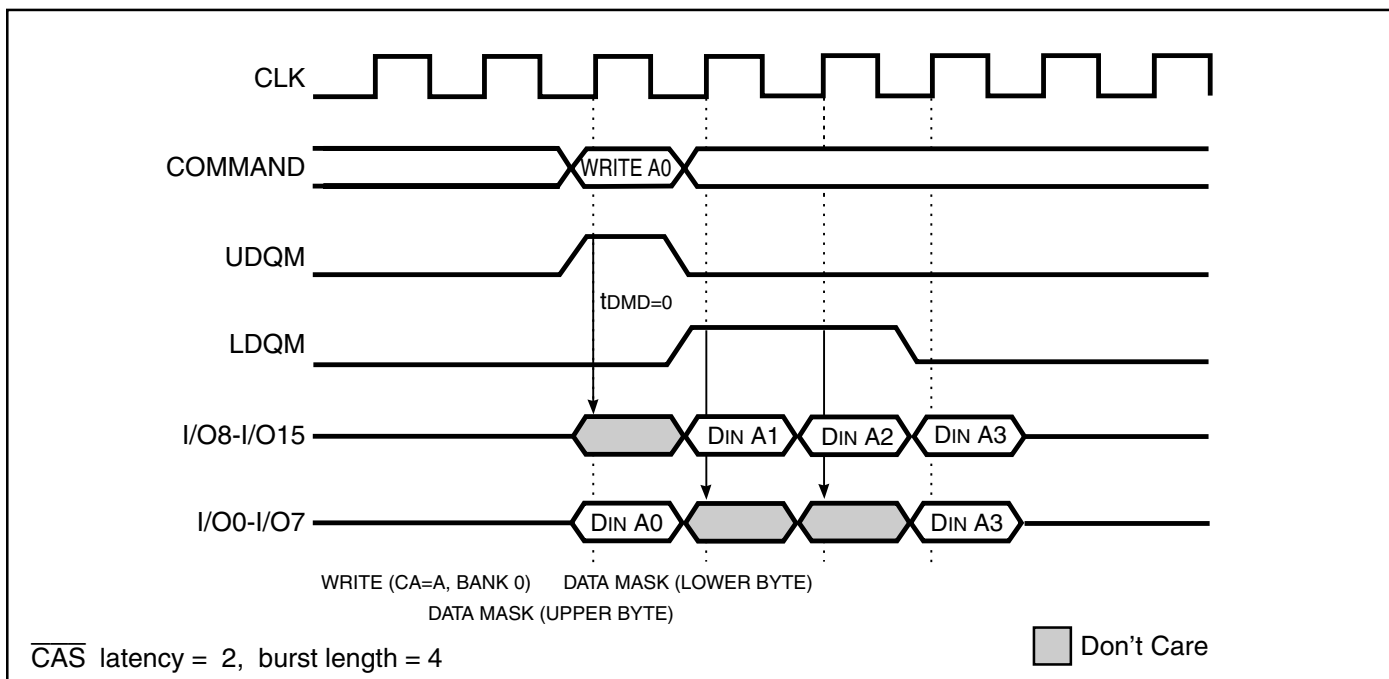 CLK
COMMAND WRITE A0
UDQM
tDMD=0
LDQM
I/O8-I/O15 DIN A1 DIN A2 DIN A3
I/O0-I/O7 DIN A0 DIN A3
WRITE (CA=A, BANK 0) DATA MASK (LOWER BYTE)
DATA MASK (UPPER BYTE)
CAS latency = 2, burst length = 4 Don't Care